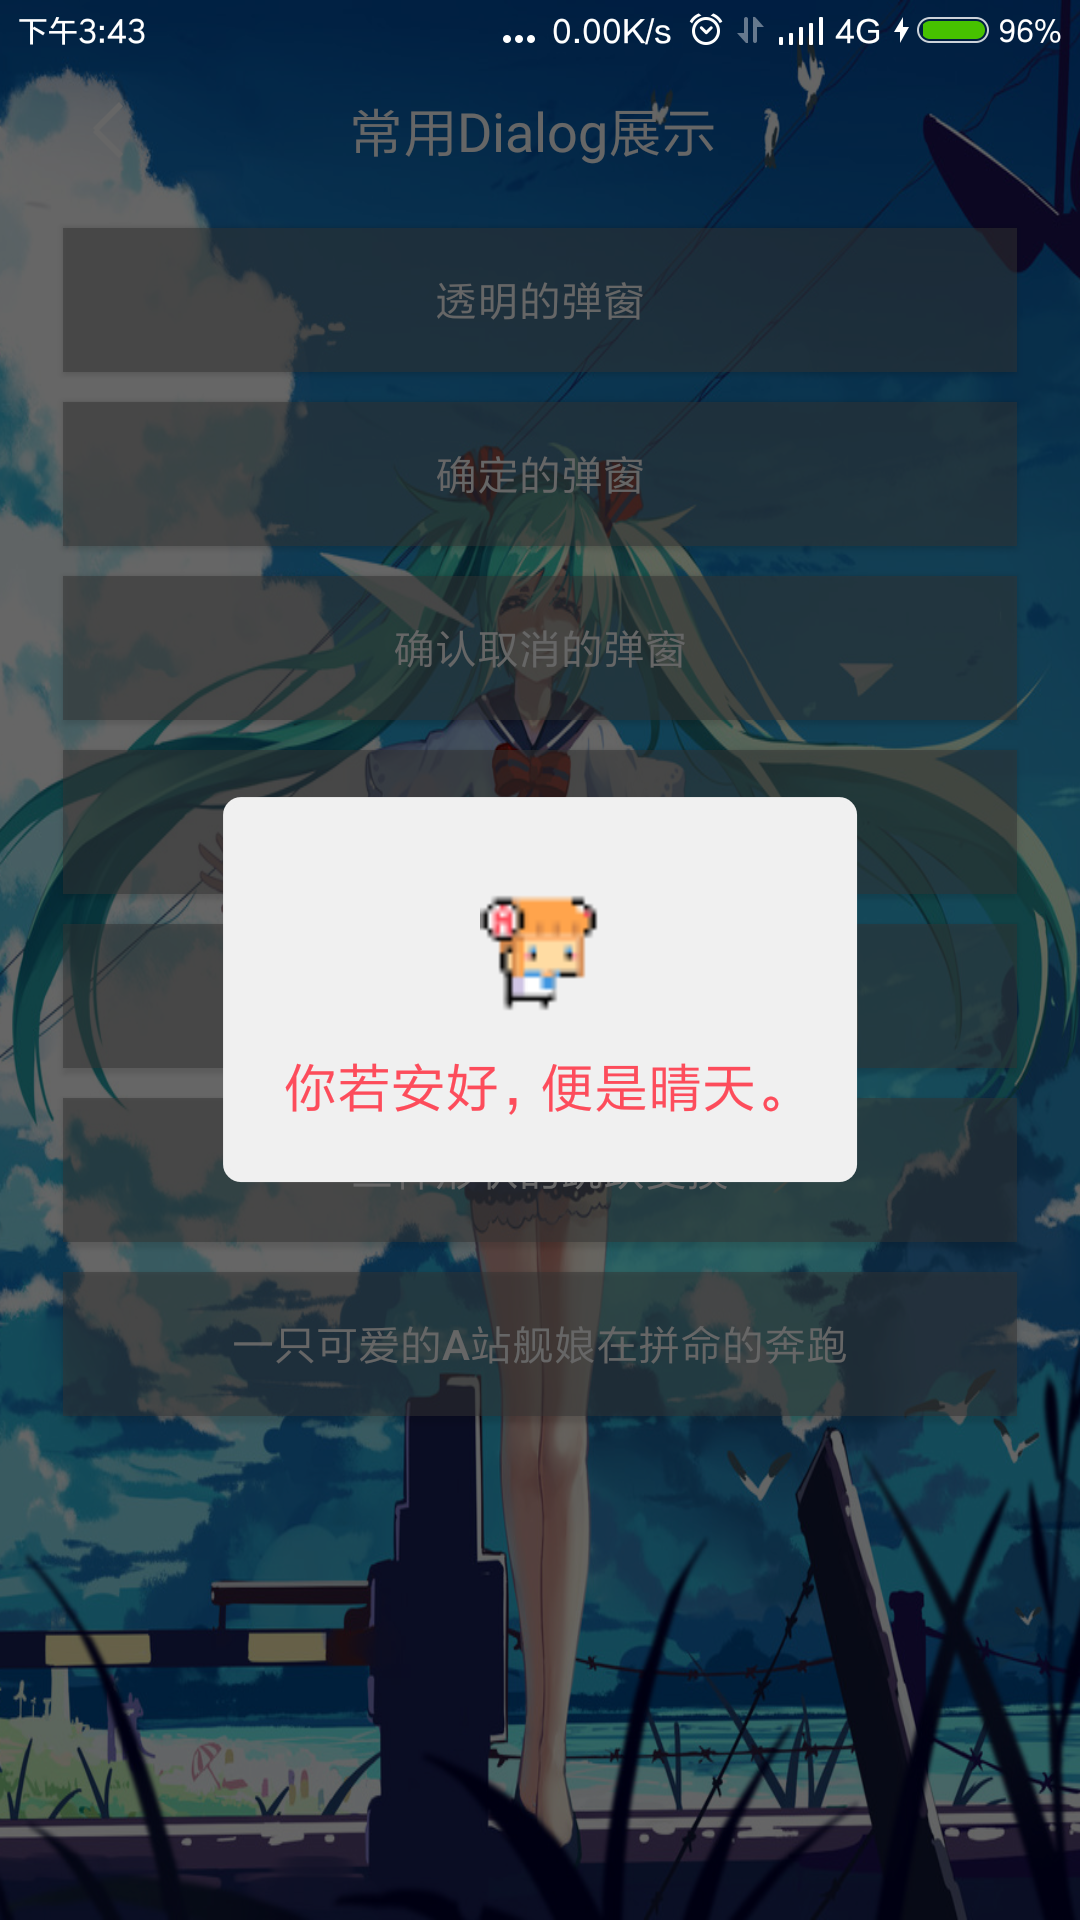 下午3:43
... 0.00K/s 4G 96%
常用Dialog展示
透明的弹窗
确定的弹窗
确认取消的弹窗
A
你若安好，便是晴天。
一只可爱的A站舰娘在拼命的奔跑